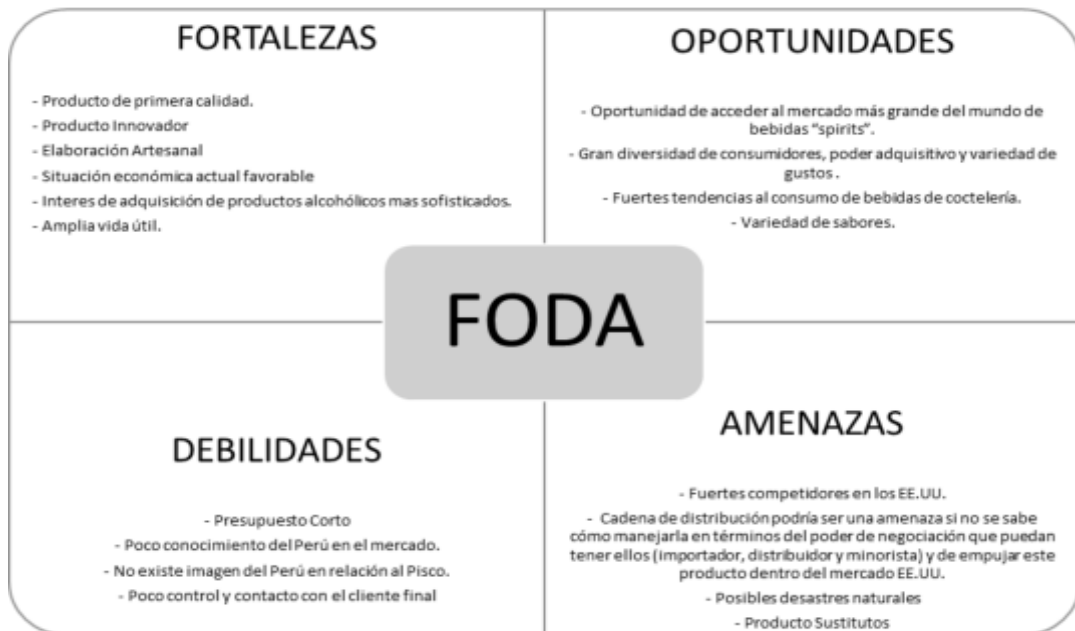 FORTALEZAS
- Producto de primera calidad.
- Producto Innovador
- Elaboración Artesanal
- Situación económica actual favorable
- Interes de adquisición de productos alcohólicos mas sofisticados.
- Amplia vida útil.
OPORTUNIDADES
- Oportunidad de acceder al mercado más grande del mundo de
bebidas “spirits”.
- Gran diversidad de consumidores, poder adquisitivo y variedad de
gustos .
- Fuertes tendencias al consumo de bebidas de coctelería.
- Variedad de sabores.
FODA
DEBILIDADES
- Presupuesto Corto
- Poco conocimiento del Perú en el mercado.
- No existe imagen del Perú en relación al Pisco.
- Poco control y contacto con el cliente final
AMENAZAS
- Fuertes competidores en los EE.UU.
- Cadena de distribución podría ser una amenaza si no se sabe
cómo manejarla en términos del poder de negociación que puedan
tener ellos (importador, distribuidor y minorista) y de empujar este
producto dentro del mercado EE.UU.
- Posibles desastres naturales
- Producto Sustitutos